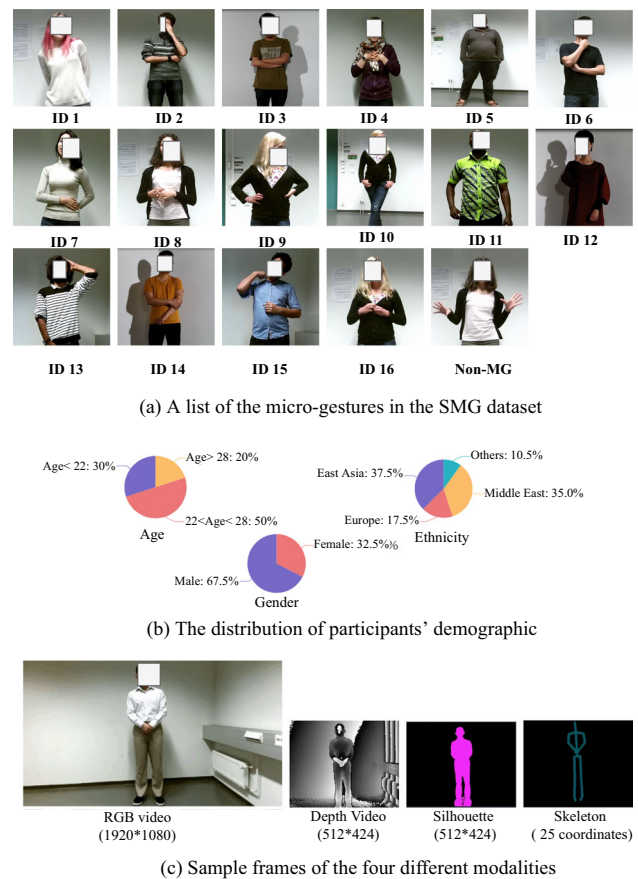 ID 1 ID 2 ID 3 ID 4 ID 5 ID 6
ID 7 ID 8 ID 9 ID 10 ID 11 ID 12
ID 13 ID 14 ID 15 ID 16 Non-MG
(a) A list of the micro-gestures in the SMG dataset
Age< 22: 30%
Age> 28: 20%
22<Age< 28: 50%
Age
Others: 10.5%
East Asia: 37.5%
Middle East: 35.0%
Europe: 17.5%
Ethnicity
Female: 32.5%%
Male: 67.5%
Gender
(b) The distribution of participants’ demographic
RGB video
(1920*1080)
Depth Video
(512*424)
Silhouette
(512*424)
Skeleton
( 25 coordinates)
(c) Sample frames of the four different modalities